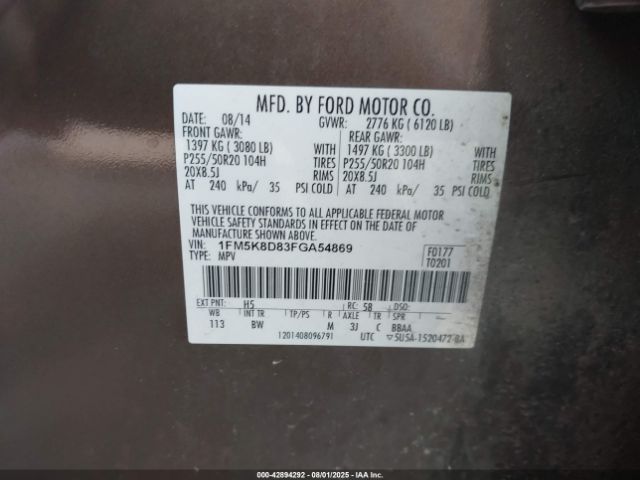 MFD. BY FORD MOTOR CO.
DATE: 08/14 GVWR: 2776 KG ( 6120 LB)
FRONT GAWR: REAR GAWR:
1397 KG ( 3080 LB) WITH 1497 KG ( 3300 LB) WITH
P255/50R20 104H TIRES P255/50R20 104H TIRES
20X8.5J RIMS 20X8.5J RIMS
AT 240 kPa/ 35 PSI COLD AT 240 kPa/ 35 PSI COLD
THIS VEHICLE CONFORMS TO ALL APPLICABLE FEDERAL MOTOR
VEHICLE SAFETY STANDARDS IN EFFECT ON THE DATE OF
MANUFACTURE SHOWN ABOVE.
VIN: 1FM5K8D83FGA54869 F0177
TYPE: MPV T0201
EXT PNT: H5 RC: 58 DSO:
WB INT TR TP/PS R AXLE TR SPR
113 BW M 3J C BBAA
1201408096791 UTC ▽5U5A-1520472-BA
000-42894292 - 08/01/2025 - IAA Inc.